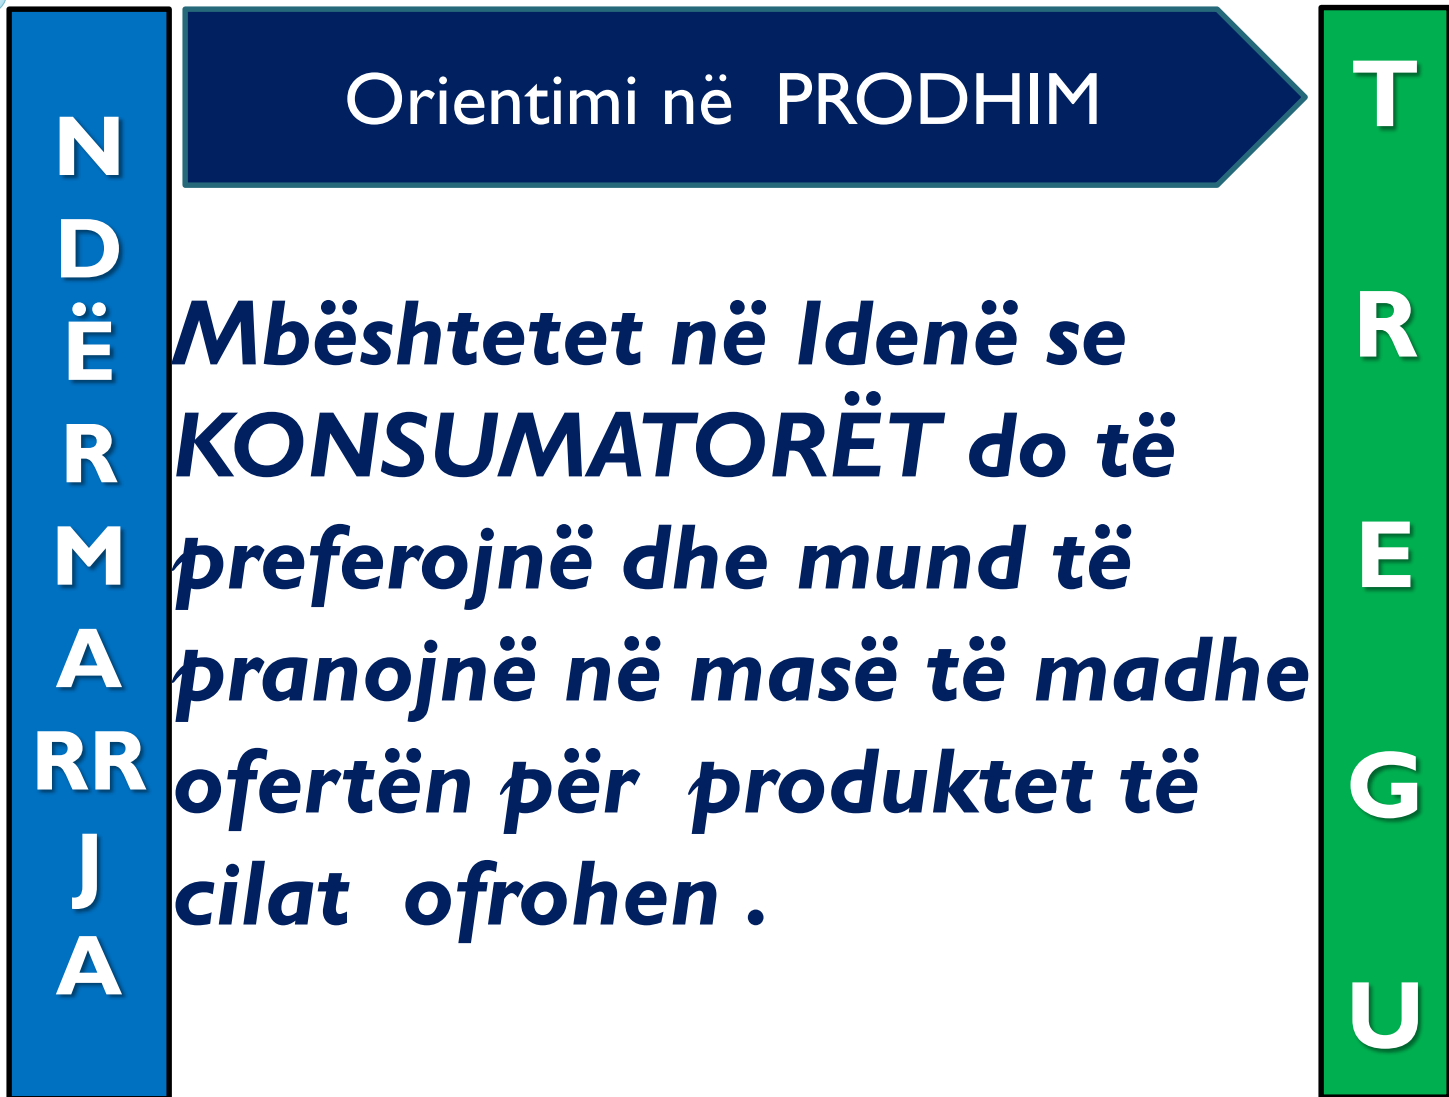 N
D
Ë
R
M
A
RR
J
A
Orientimi në  PRODHIM
Mbështetet në Idenë se
KONSUMATORËT do të
preferojnë dhe mund të
pranojnë në masë të madhe
ofertën për  produktet të
cilat  ofrohen .
T
R
E
G
U